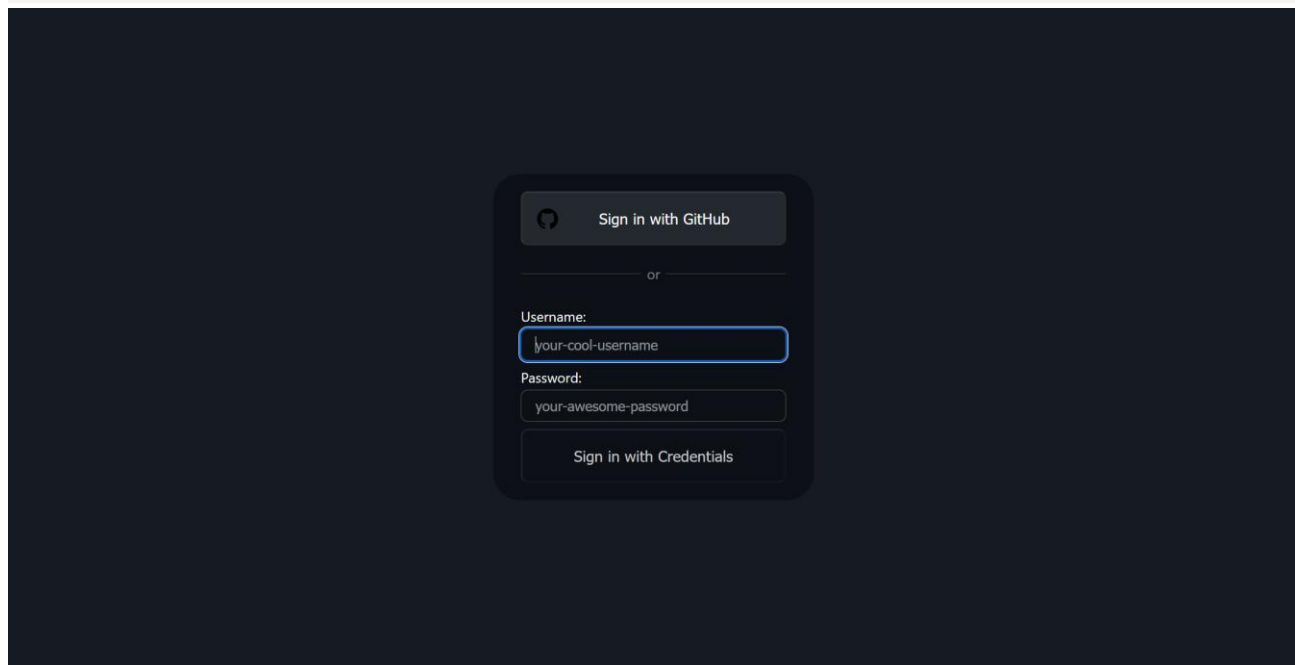 Sign in with GitHub
or
Username:
your-cool-username
Password:
your-awesome-password
Sign in with Credentials